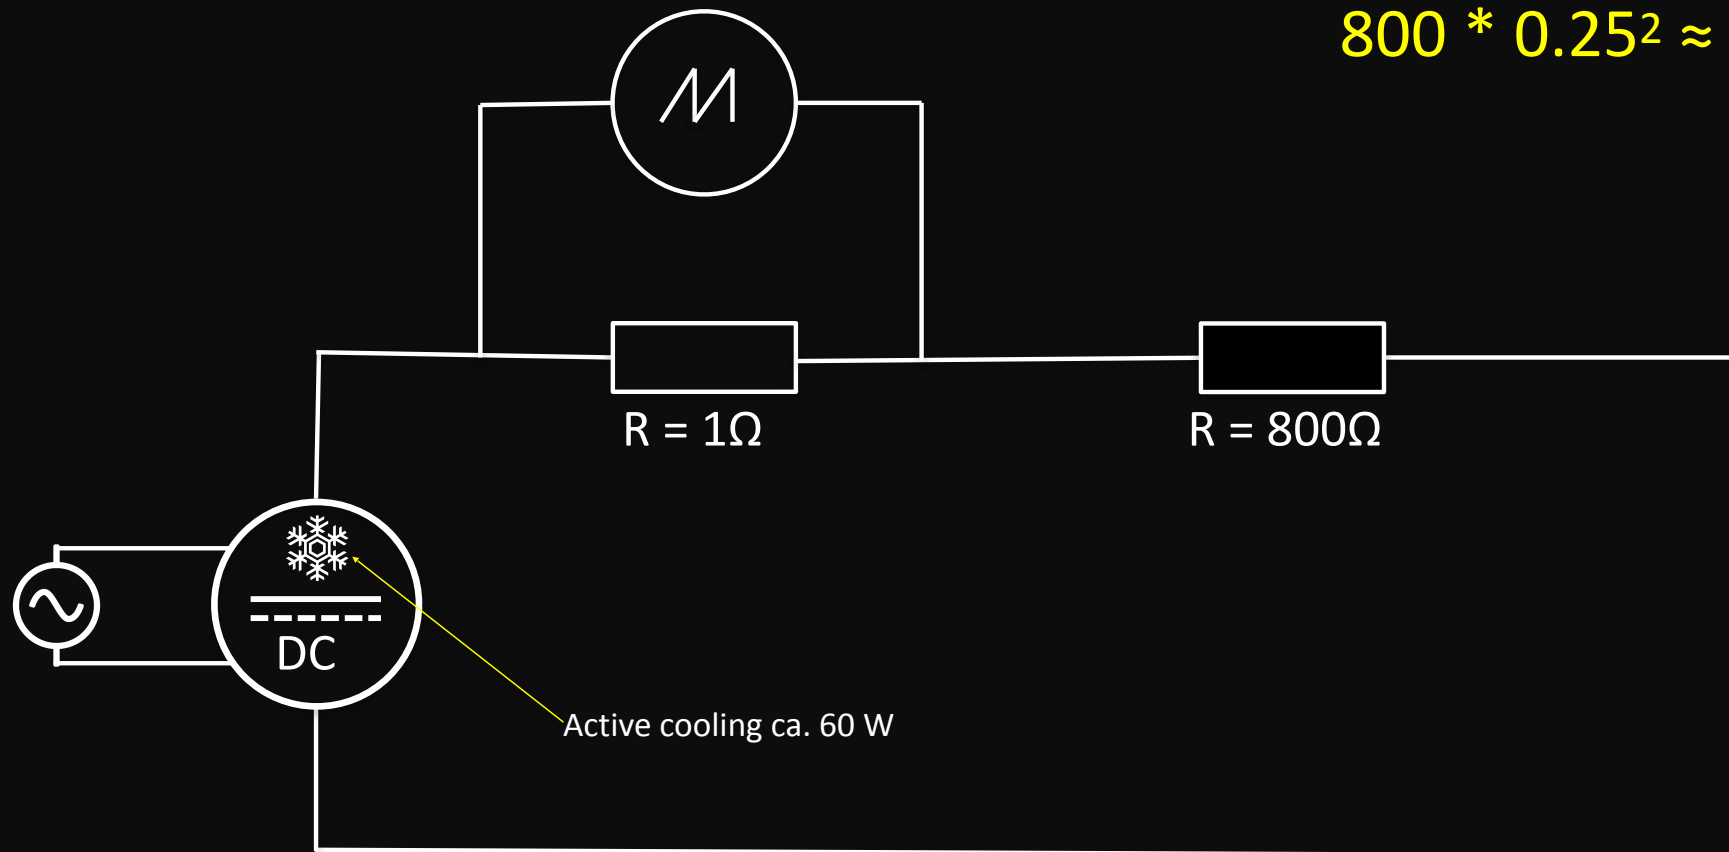 800 * 0.25² ≈
R = 1Ω
R = 800Ω
DC
Active cooling ca. 60 W